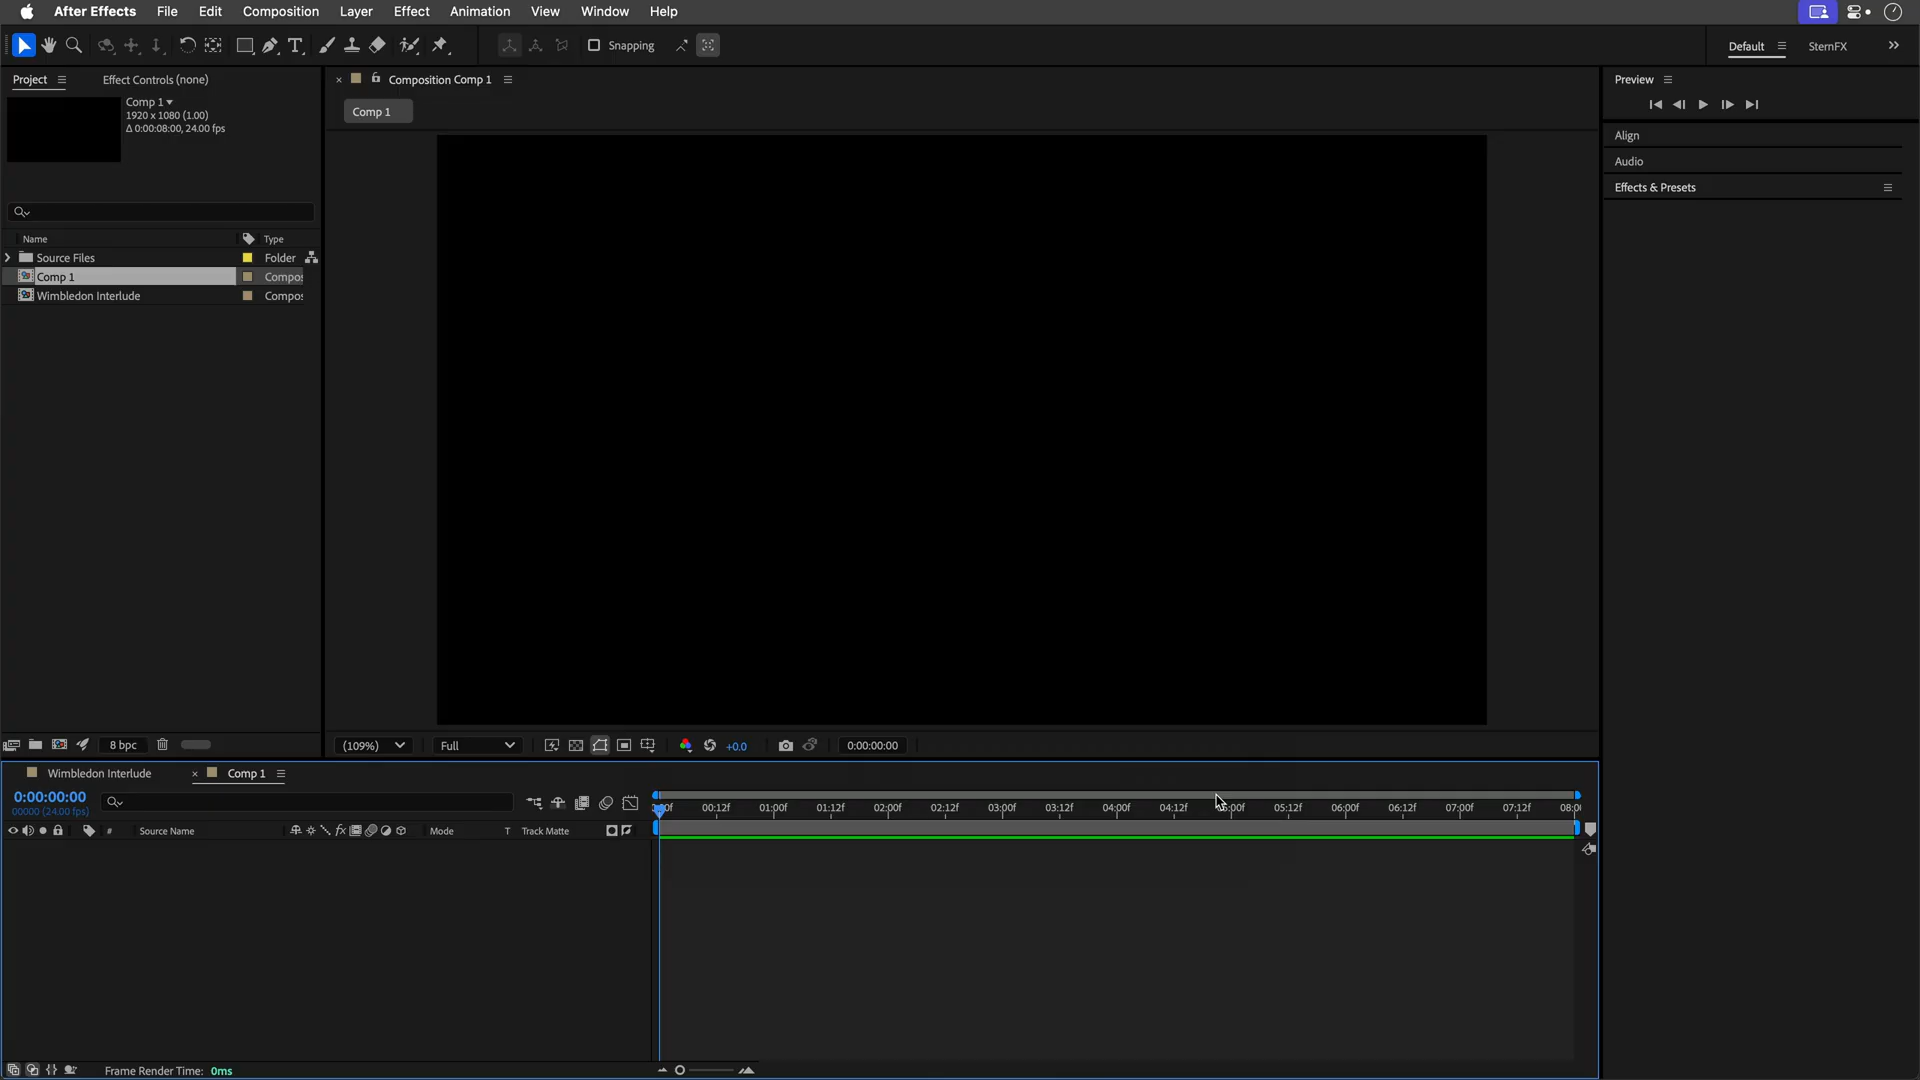 After Effects File Edit Composition Layer Effect Animation View Window Help
Snapping
Default
SternFX
Project
Effect Controls (none)
Comp 1
1920 x 1080 (1.00)
Δ 0:00:08:00, 24.00 fps
Name
Type
Source Files
Folder
Comp 1
Compos
Wimbledon Interlude
Compos
8 bpc
Composition Comp 1
Comp 1
(109%)
Full
+0.0
0:00:00:00
Preview
Align
Audio
Effects & Presets
Wimbledon Interlude
Comp 1
0:00:00:00
00000 (24.00 fps)
#
Source Name
Mode
T
Track Matte
00:12f 01:00f 01:12f 02:00f 02:12f 03:00f 03:12f 04:00f 04:12f 05:12f 06:00f 06:12f 07:00f 07:12f
Frame Render Time: 0ms